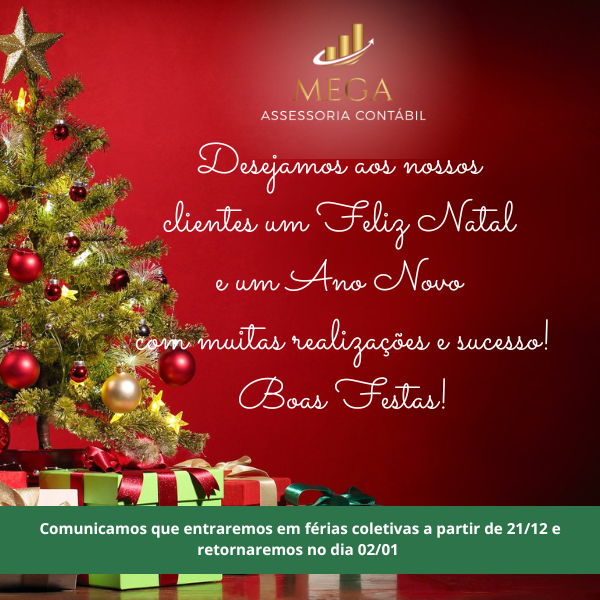 MEGA
ASSESSORIA CONTÁBIL
Desejamos aos nossos
clientes um Feliz Natal
e um Ano Novo
com muitas realizações e sucesso!
Boas Festas!
Comunicamos que entraremos em férias coletivas a partir de 21/12 e
retornaremos no dia 02/01